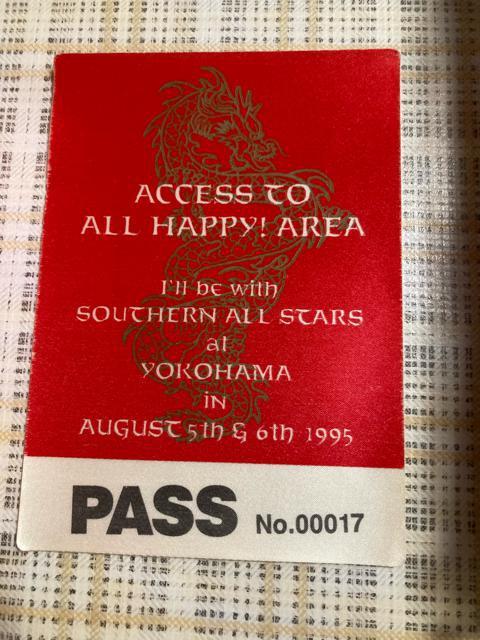 ACCESS TO
ALL HAPPY! AREA
I'll be with
SOUTHERN ALL STARS
at
YOKOHAMA
in
AUGUST 5th & 6th 1995
PASS No.00017